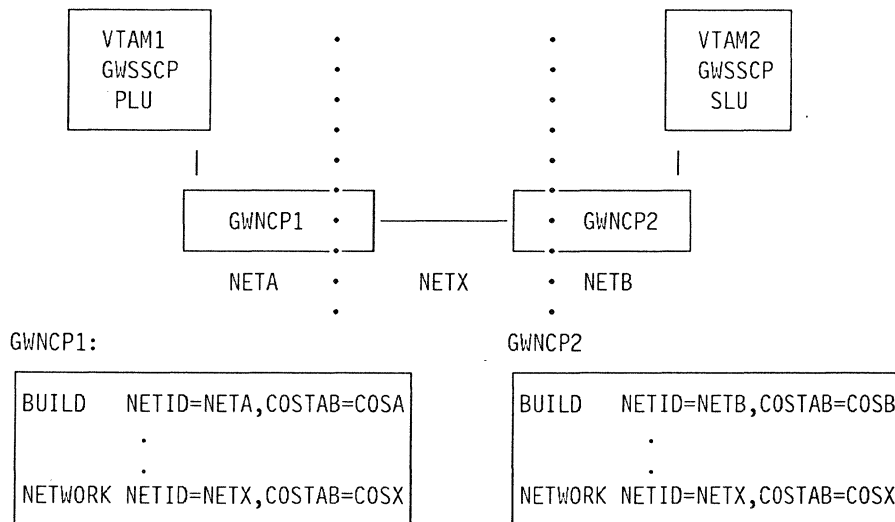 VTAM1
GWSSCP
PLU
VTAM2
GWSSCP
SLU
GWNCP1
GWNCP2
NETA
NETX
NETB
GWNCP1:
BUILD NETID=NETA,COSTAB=COSA
.
.
NETWORK NETID=NETX,COSTAB=COSX
GWNCP2
BUILD NETID=NETB,COSTAB=COSB
.
.
NETWORK NETID=NETX,COSTAB=COSX